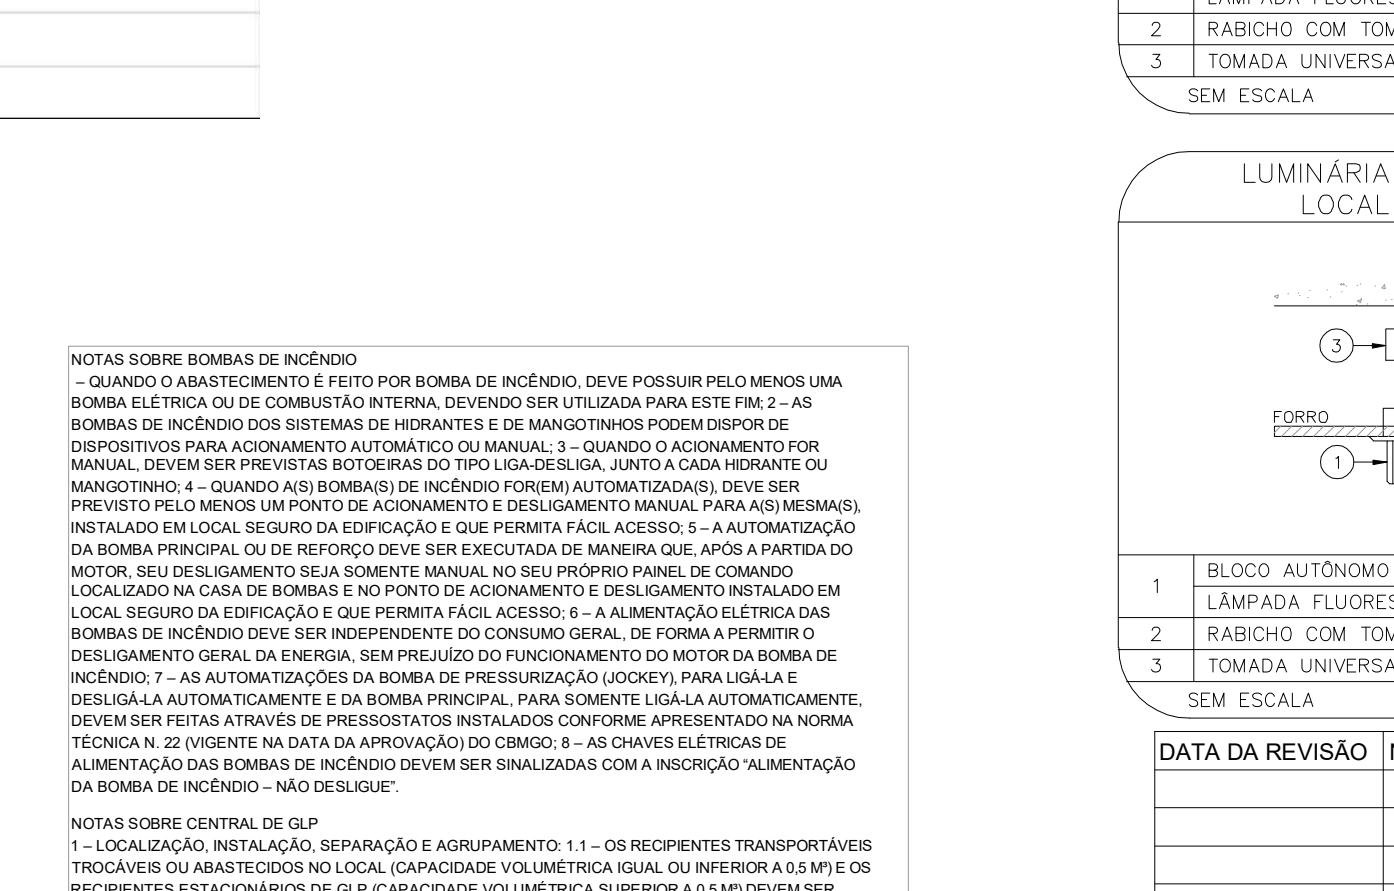 NOTAS SOBRE BOMBAS DE INCÊNDIO
– QUANDO O ABASTECIMENTO É FEITO POR BOMBA DE INCÊNDIO, DEVE POSSUIR PELO MENOS UMA
BOMBA ELÉTRICA OU DE COMBUSTÃO INTERNA, DEVENDO SER UTILIZADA PARA ESTE FIM; 2 – AS
BOMBAS DE INCÊNDIO DOS SISTEMAS DE HIDRANTES E DE MANGOTINHOS PODEM DISPOR DE
DISPOSITIVOS PARA ACIONAMENTO AUTOMÁTICO OU MANUAL; 3 – QUANDO O ACIONAMENTO FOR
MANUAL, DEVEM SER PREVISTAS BOTOEIRAS DO TIPO LIGA-DESLIGA, JUNTO A CADA HIDRANTE OU
MANGOTINHO; 4 – QUANDO A(S) BOMBA(S) DE INCÊNDIO FOR(EM) AUTOMATIZADA(S), DEVE SER
PREVISTO PELO MENOS UM PONTO DE ACIONAMENTO E DESLIGAMENTO MANUAL PARA A(S) MESMA(S),
INSTALADO EM LOCAL SEGURO DA EDIFICAÇÃO E QUE PERMITA FÁCIL ACESSO; 5 – A AUTOMATIZAÇÃO
DA BOMBA PRINCIPAL OU DE REFORÇO DEVE SER EXECUTADA DE MANEIRA QUE, APÓS A PARTIDA DO
MOTOR, SEU DESLIGAMENTO SEJA SOMENTE MANUAL NO SEU PRÓPRIO PAINEL DE COMANDO
LOCALIZADO NA CASA DE BOMBAS E NO PONTO DE ACIONAMENTO E DESLIGAMENTO INSTALADO EM
LOCAL SEGURO DA EDIFICAÇÃO E QUE PERMITA FÁCIL ACESSO; 6 – A ALIMENTAÇÃO ELÉTRICA DAS
BOMBAS DE INCÊNDIO DEVE SER INDEPENDENTE DO CONSUMO GERAL, DE FORMA A PERMITIR O
DESLIGAMENTO GERAL DA ENERGIA, SEM PREJUÍZO DO FUNCIONAMENTO DO MOTOR DA BOMBA DE
INCÊNDIO; 7 – AS AUTOMATIZAÇÕES DA BOMBA DE PRESSURIZAÇÃO (JOCKEY), PARA LIGÁ-LA E
DESLIGÁ-LA AUTOMATICAMENTE E DA BOMBA PRINCIPAL, PARA SOMENTE LIGÁ-LA AUTOMATICAMENTE,
DEVEM SER FEITAS ATRAVÉS DE PRESSOSTATOS INSTALADOS CONFORME APRESENTADO NA NORMA
TÉCNICA N. 22 (VIGENTE NA DATA DA APROVAÇÃO) DO CBMGO; 8 – AS CHAVES ELÉTRICAS DE
ALIMENTAÇÃO DAS BOMBAS DE INCÊNDIO DEVEM SER SINALIZADAS COM A INSCRIÇÃO “ALIMENTAÇÃO
DA BOMBA DE INCÊNDIO – NÃO DESLIGUE”.
NOTAS SOBRE CENTRAL DE GLP
1 – LOCALIZAÇÃO, INSTALAÇÃO, SEPARAÇÃO E AGRUPAMENTO: 1.1 – OS RECIPIENTES TRANSPORTÁVEIS
TROCÁVEIS OU ABASTECIDOS NO LOCAL (CAPACIDADE VOLUMÉTRICA IGUAL OU INFERIOR A 0,5 M³) E OS
RECIPIENTES ESTACIONÁRIOS DE GLP (CAPACIDADE VOLUMÉTRICA SUPERIOR A 0,5 M³) DEVEM SER
2 RABICHO COM TOM
3 TOMADA UNIVERSA
SEM ESCALA
LUMINÁRIA
LOCAL
3
FORRO
1
1 BLOCO AUTÔNOMO
LÂMPADA FLUORES
2 RABICHO COM TOM
3 TOMADA UNIVERSA
SEM ESCALA
DATA DA REVISÃO